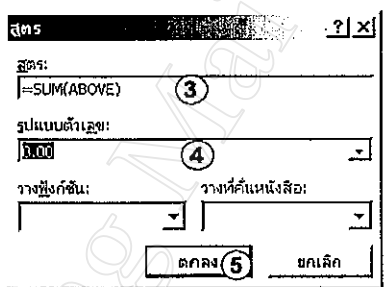 สูตร ? x
สูตร:
=SUM(ABOVE) 3
รูปแบบตัวเลข:
0.00 4
วางฟังก์ชัน: วางที่คั่นหนังสือ:
ตกลง 5 ยกเลิก